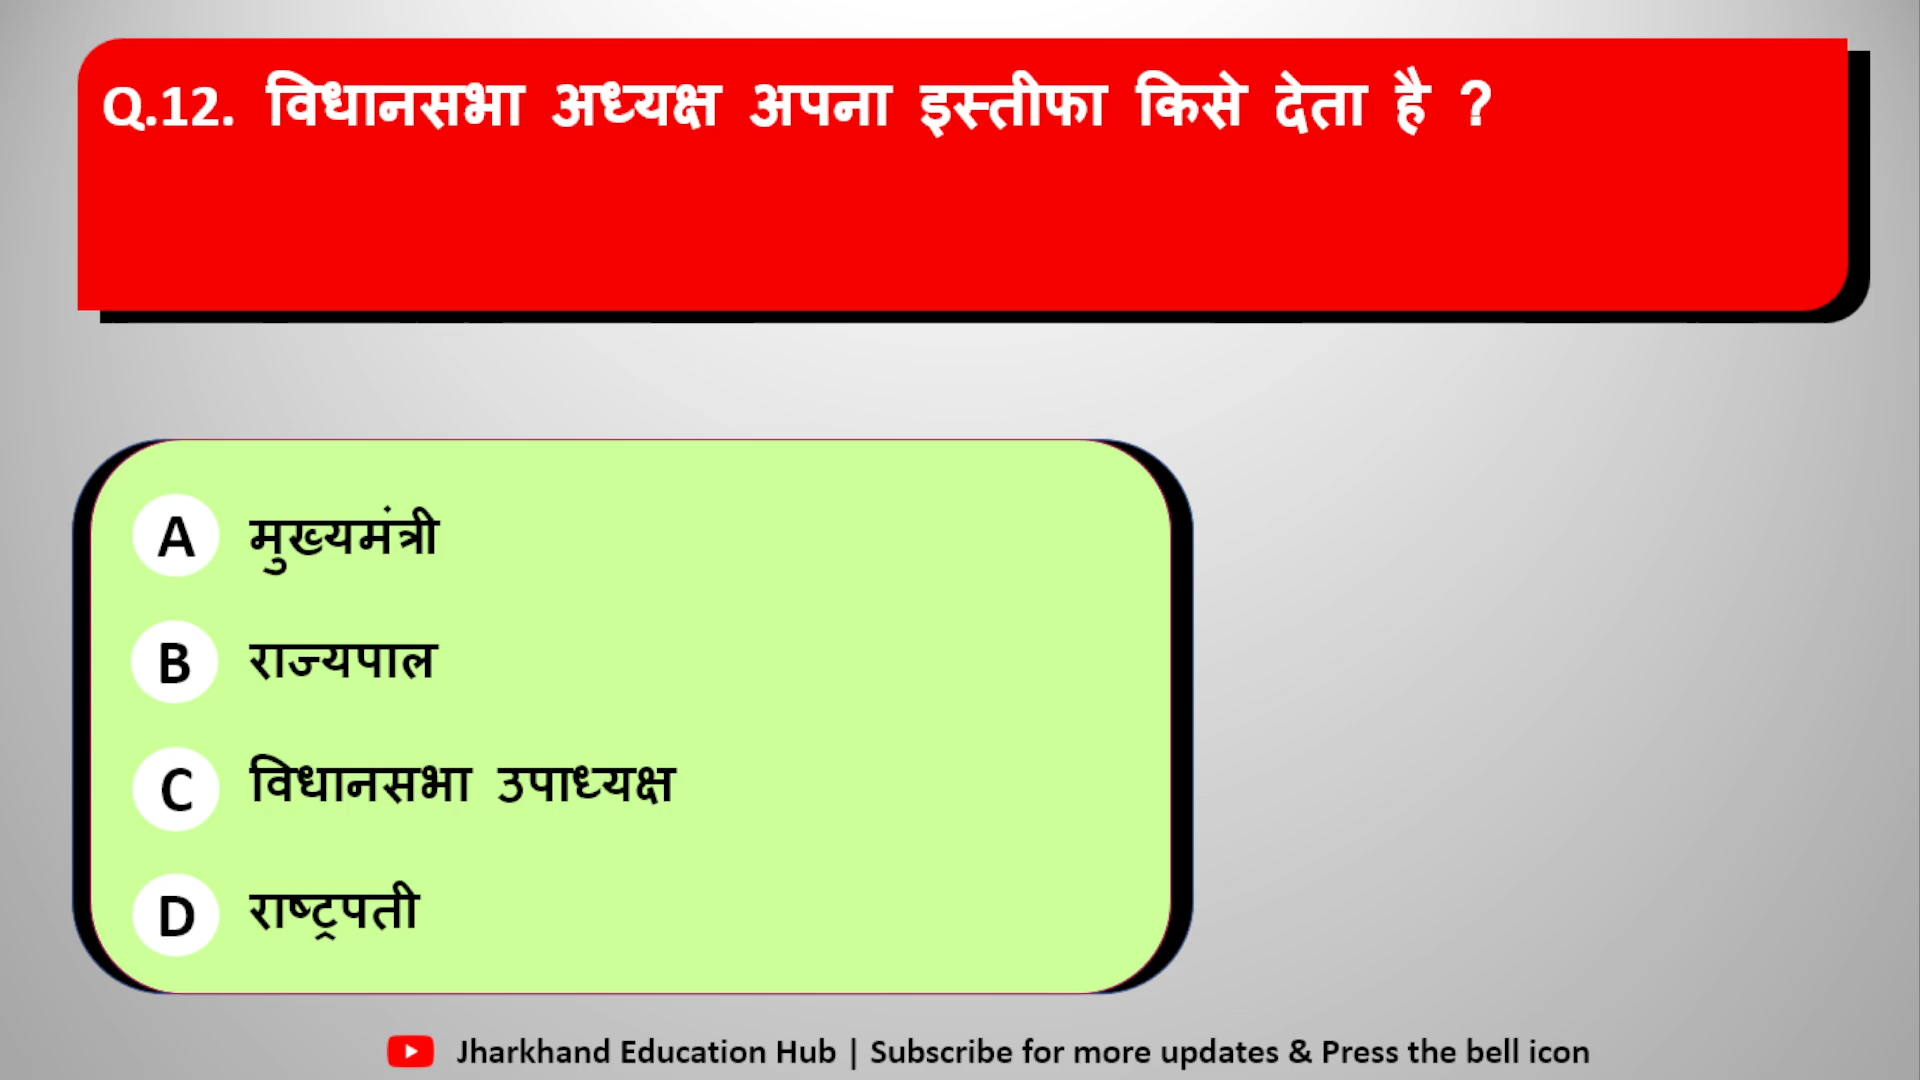 Q.12. विधानसभा अध्यक्ष अपना इस्तीफा किसे देता है ?
A मुख्यमंत्री
B राज्यपाल
C विधानसभा उपाध्यक्ष
D राष्ट्रपती
Jharkhand Education Hub | Subscribe for more updates & Press the bell icon